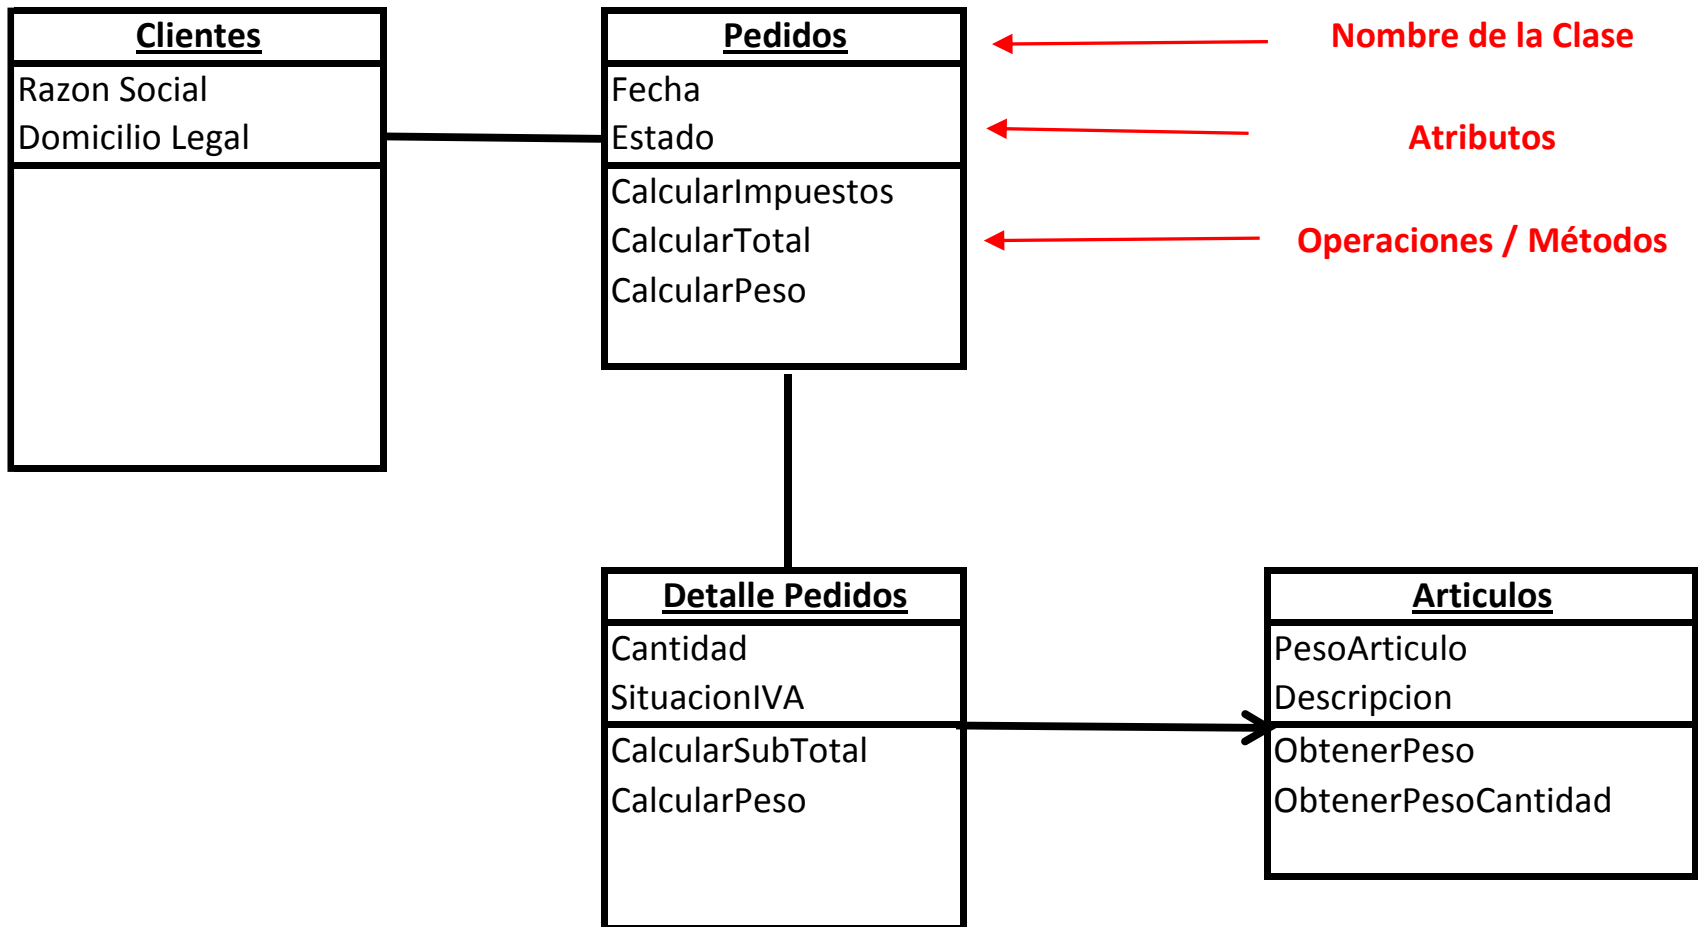 Clientes
Razon Social
Domicilio Legal
Pedidos
Fecha
Estado
CalcularImpuestos
CalcularTotal
CalcularPeso
Nombre de la Clase
Atributos
Operaciones / Métodos
Detalle Pedidos
Cantidad
SituacionIVA
CalcularSubTotal
CalcularPeso
Articulos
PesoArticulo
Descripcion
ObtenerPeso
ObtenerPesoCantidad